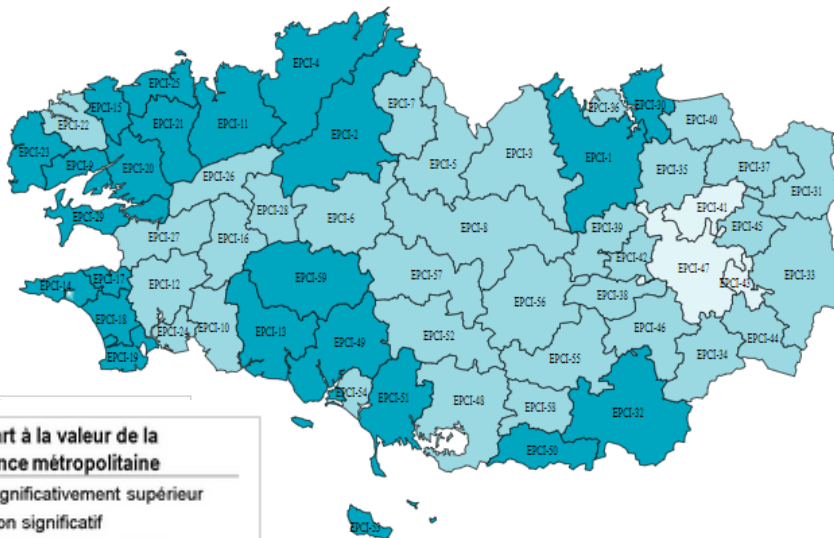 EPCI-4
EPCI-25
EPCI-15
EPCI-7
EPCI-36
EPCI-30
EPCI-22
EPCI-21
EPCI-11
EPCI-2
EPCI-40
EPCI-23
EPCI-9
EPCI-20
EPCI-5
EPCI-3
EPCI-1
EPCI-35
EPCI-37
EPCI-26
EPCI-31
EPCI-29
EPCI-28
EPCI-6
EPCI-8
EPCI-41
EPCI-39
EPCI-45
EPCI-27
EPCI-16
EPCI-42
EPCI-47
EPCI-33
EPCI-59
EPCI-57
EPCI-43
EPCI-14
EPCI-17
EPCI-12
EPCI-38
EPCI-56
EPCI-18
EPCI-24
EPCI-10
EPCI-13
EPCI-49
EPCI-52
EPCI-46
EPCI-44
EPCI-19
EPCI-55
EPCI-34
EPCI-54
EPCI-51
EPCI-48
EPCI-58
EPCI-32
EPCI-50
EPCI-53
rt à la valeur de la
nce métropolitaine
gnificativement supérieur
on significatif